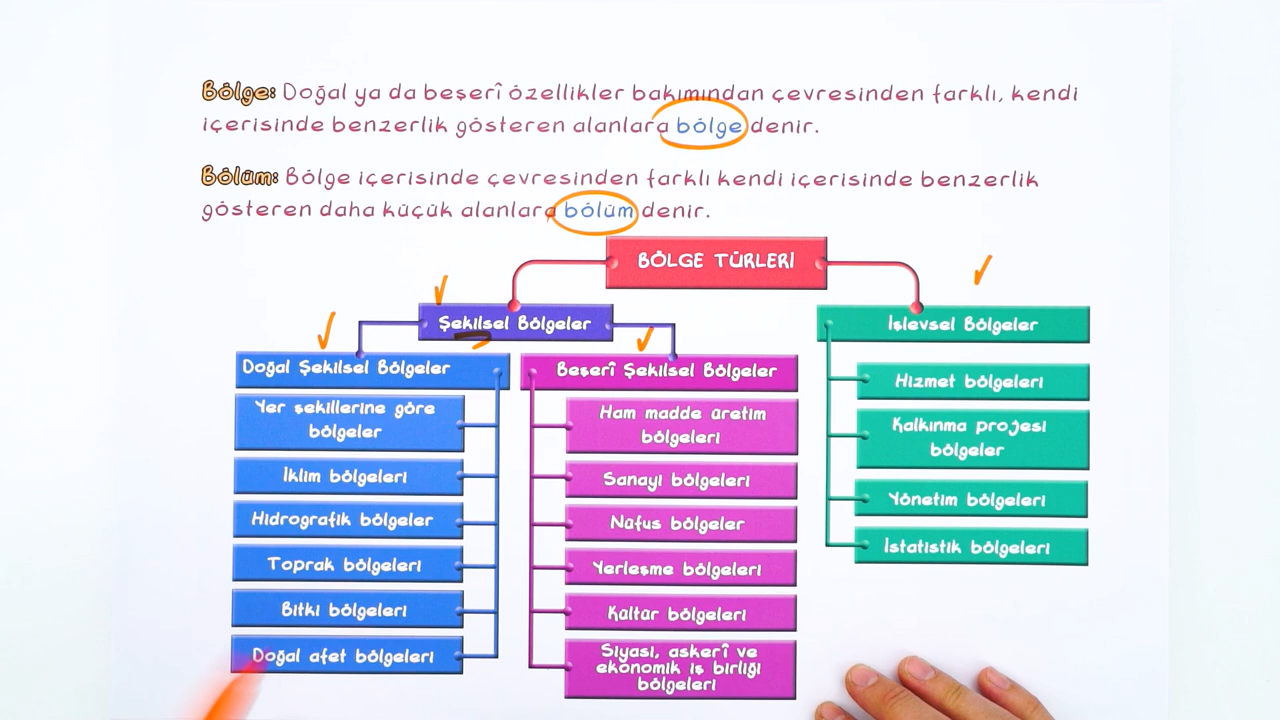 Bölge: Doğal ya da beşerî özellikler bakımından çevresinden farklı, kendi
içerisinde benzerlik gösteren alanlara bölge denir.
Bölüm: Bölge içerisinde çevresinden farklı kendi içerisinde benzerlik
gösteren daha küçük alanlara bölüm denir.
BÖLGE TÜRLERİ
Şekilsel Bölgeler
Doğal Şekilsel Bölgeler
Yer şekillerine göre
bölgeler
İklim bölgeleri
Hidrografik bölgeler
Toprak bölgeleri
Bitki bölgeleri
Doğal afet bölgeleri
Beşerî Şekilsel Bölgeler
Ham madde üretim
bölgeleri
Sanayi bölgeleri
Nüfus bölgeler
Yerleşme bölgeleri
Kültür bölgeleri
Siyasi, askerî ve
ekonomik iş birliği
bölgeleri
İşlevsel Bölgeler
Hizmet bölgeleri
Kalkınma projesi
bölgeler
Yönetim bölgeleri
İstatistik bölgeleri